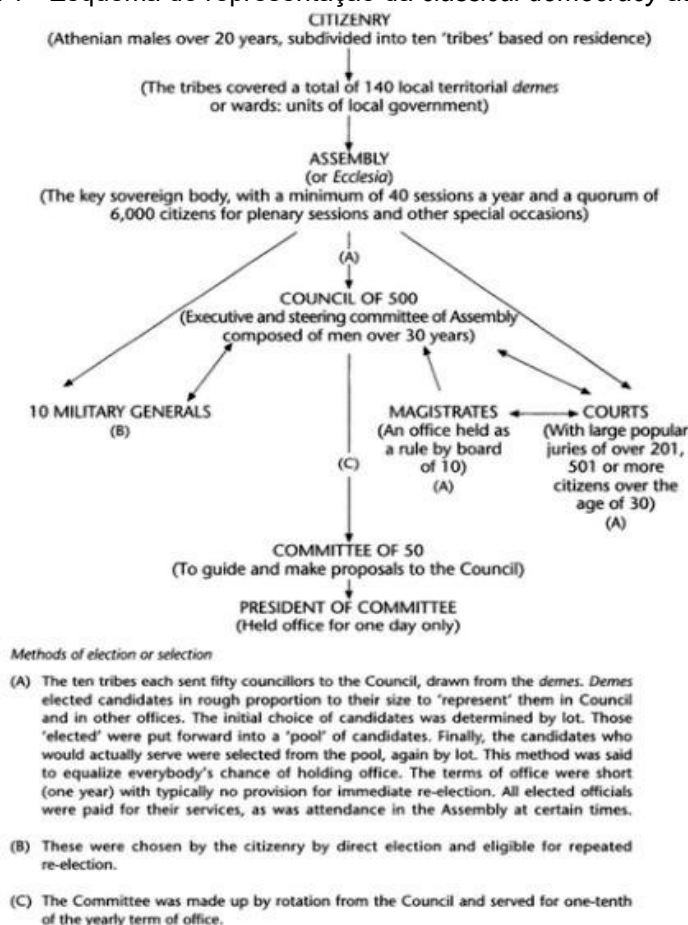 Esquema de representação da classical democracy
CITIZENRY
(Athenian males over 20 years, subdivided into ten 'tribes' based on residence)
(The tribes covered a total of 140 local territorial demes
or wards: units of local government)
ASSEMBLY
(or Ecclesia)
(The key sovereign body, with a minimum of 40 sessions a year and a quorum of
6,000 citizens for plenary sessions and other special occasions)
(A)
COUNCIL OF 500
(Executive and steering committee of Assembly
composed of men over 30 years)
10 MILITARY GENERALS
(B)
MAGISTRATES
(An office held as
a rule by board
of 10)
(A)
COURTS
(With large popular
juries of over 201,
501 or more
citizens over the
age of 30)
(A)
(C)
COMMITTEE OF 50
(To guide and make proposals to the Council)
PRESIDENT OF COMMITTEE
(Held office for one day only)
Methods of election or selection
(A) The ten tribes each sent fifty councillors to the Council, drawn from the demes. Demes
elected candidates in rough proportion to their size to 'represent' them in Council
and in other offices. The initial choice of candidates was determined by lot. Those
'elected' were put forward into a 'pool' of candidates. Finally, the candidates who
would actually serve were selected from the pool, again by lot. This method was said
to equalize everybody's chance of holding office. The terms of office were short
(one year) with typically no provision for immediate re-election. All elected officials
were paid for their services, as was attendance in the Assembly at certain times.
(B) These were chosen by the citizenry by direct election and eligible for repeated
re-election.
(C) The Committee was made up by rotation from the Council and served for one-tenth
of the yearly term of office.